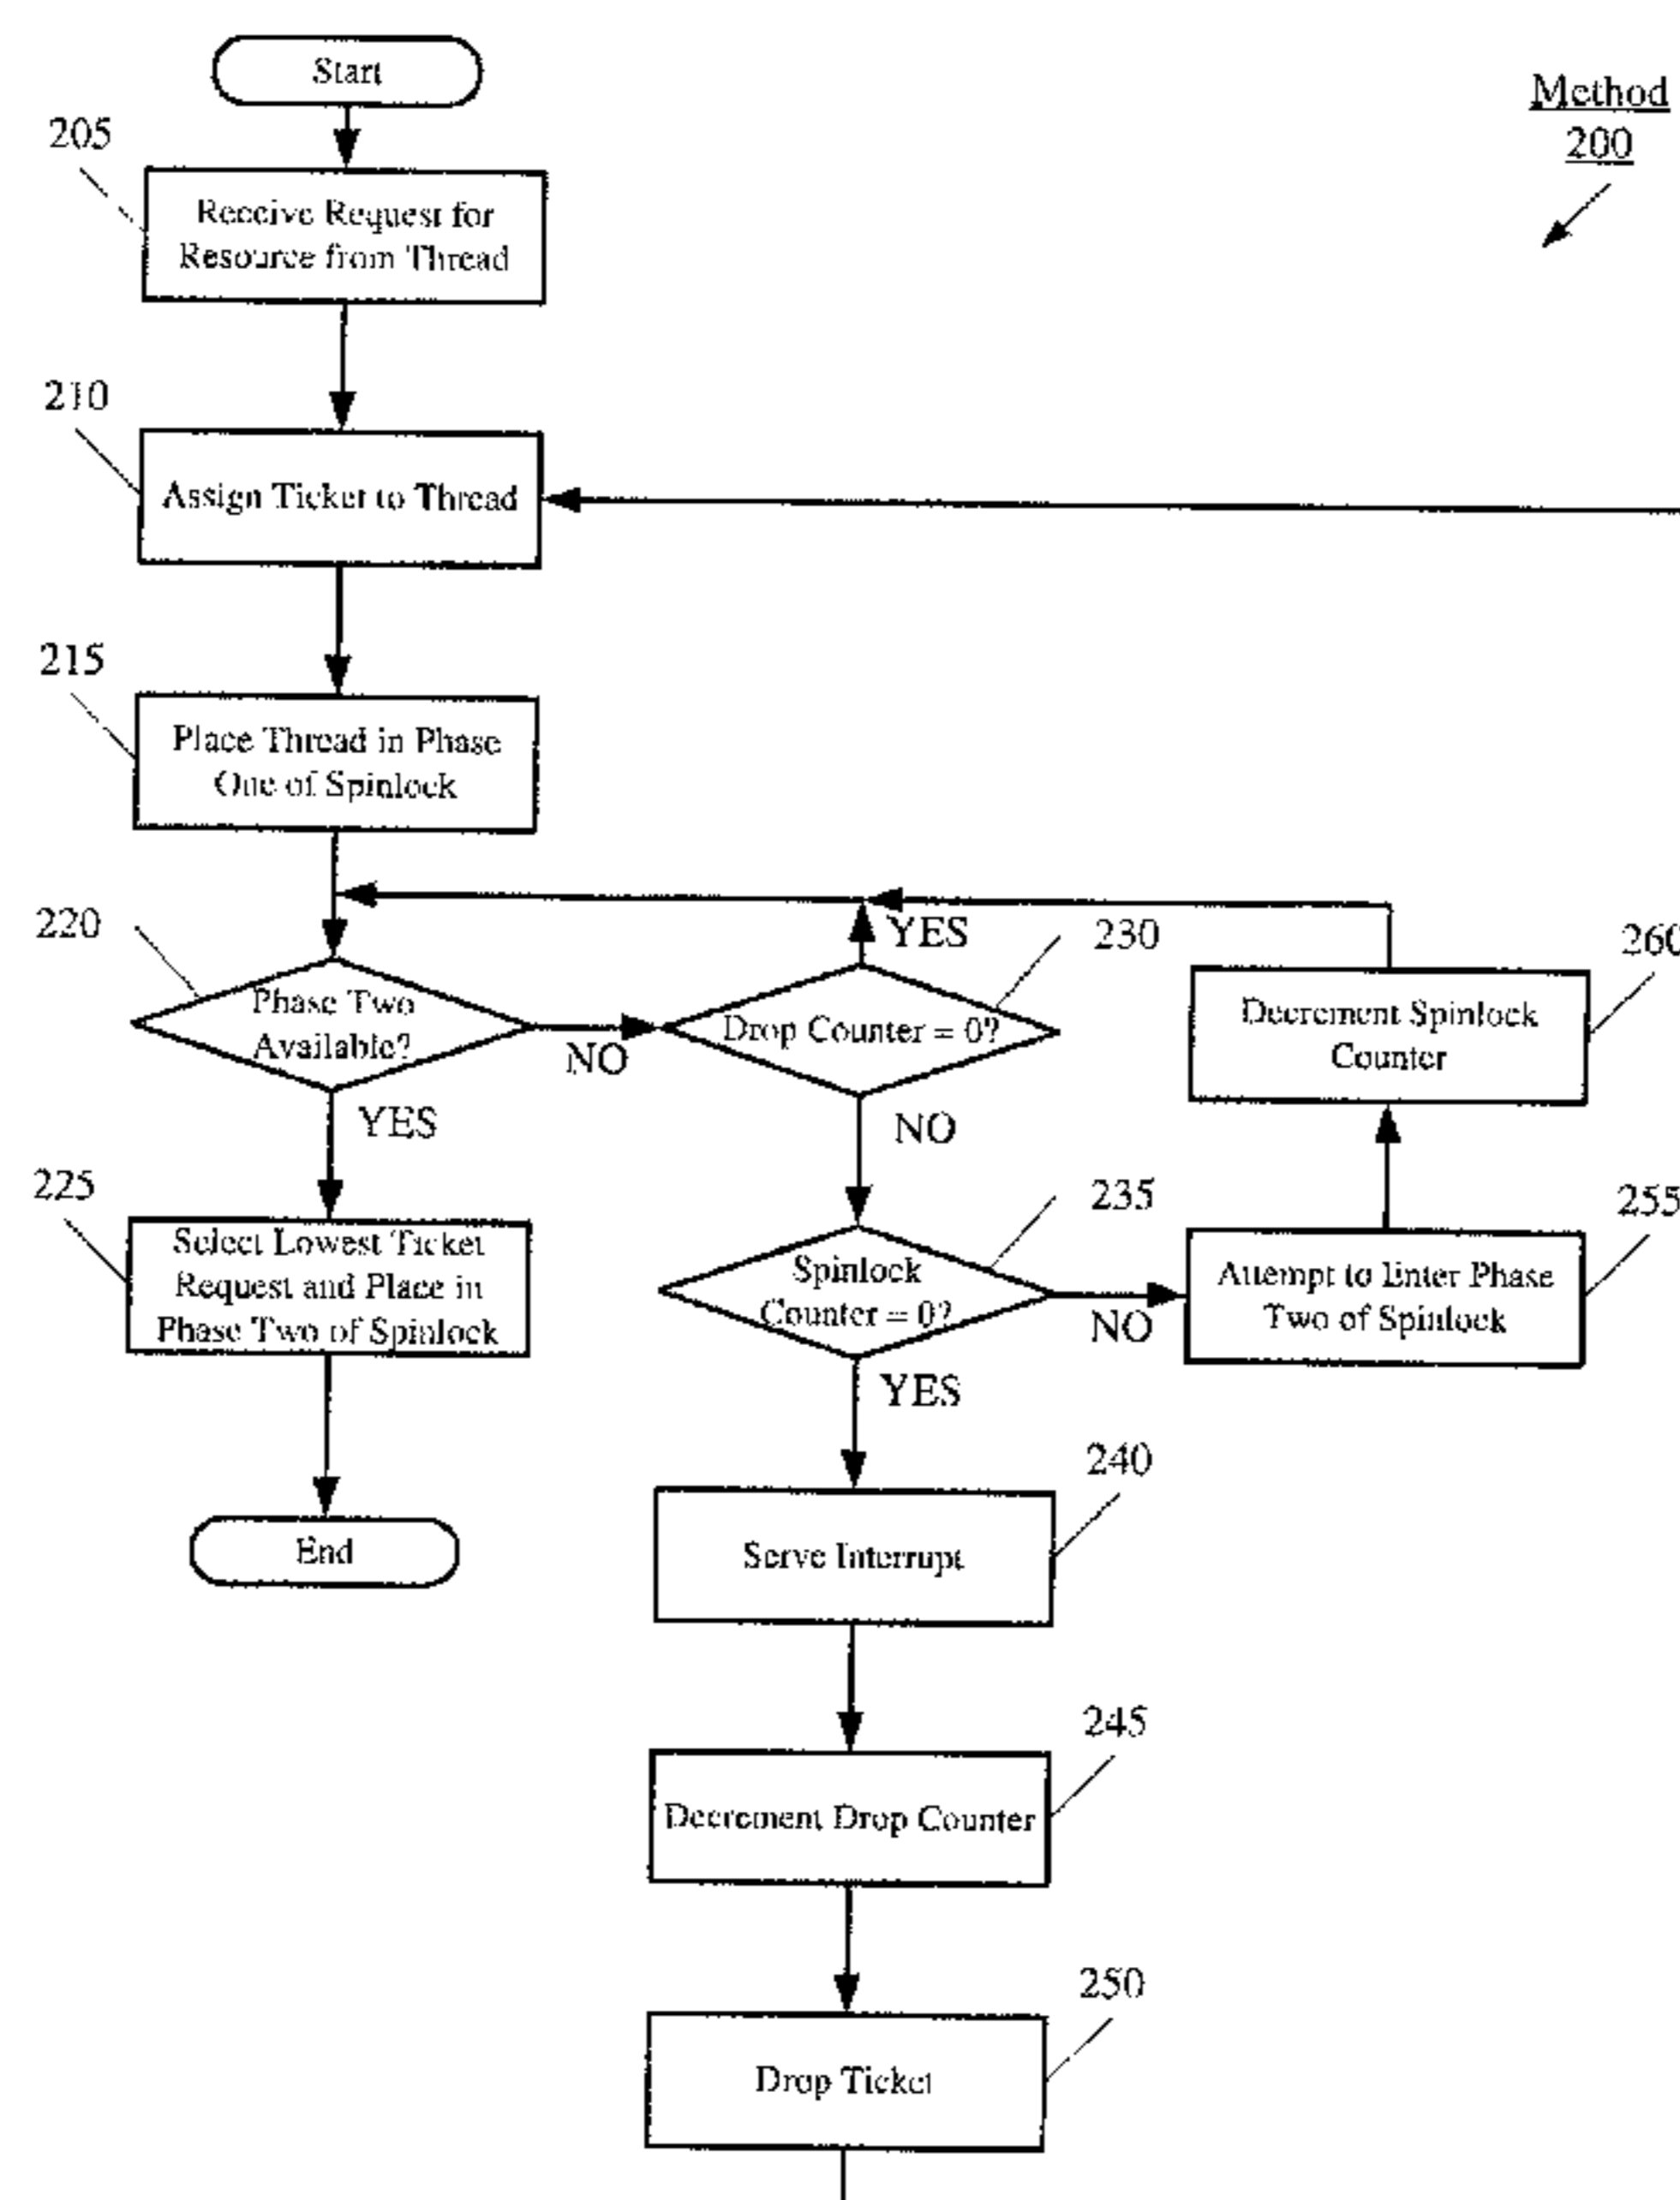 Start
Method
200
205
Receive Request for
Resource from Thread
210
Assign Ticket to Thread
215
Place Thread in Phase
One of Spinlock
220
Phase Two
Available?
NO
YES
230
Drop Counter = 0?
YES
NO
260
Decrement Spinlock
Counter
225
Select Lowest Ticket
Request and Place in
Phase Two of Spinlock
235
Spinlock
Counter = 0?
NO
YES
255
Attempt to Enter Phase
Two of Spinlock
End
240
Serve Interrupt
245
Decrement Drop Counter
250
Drop Ticket